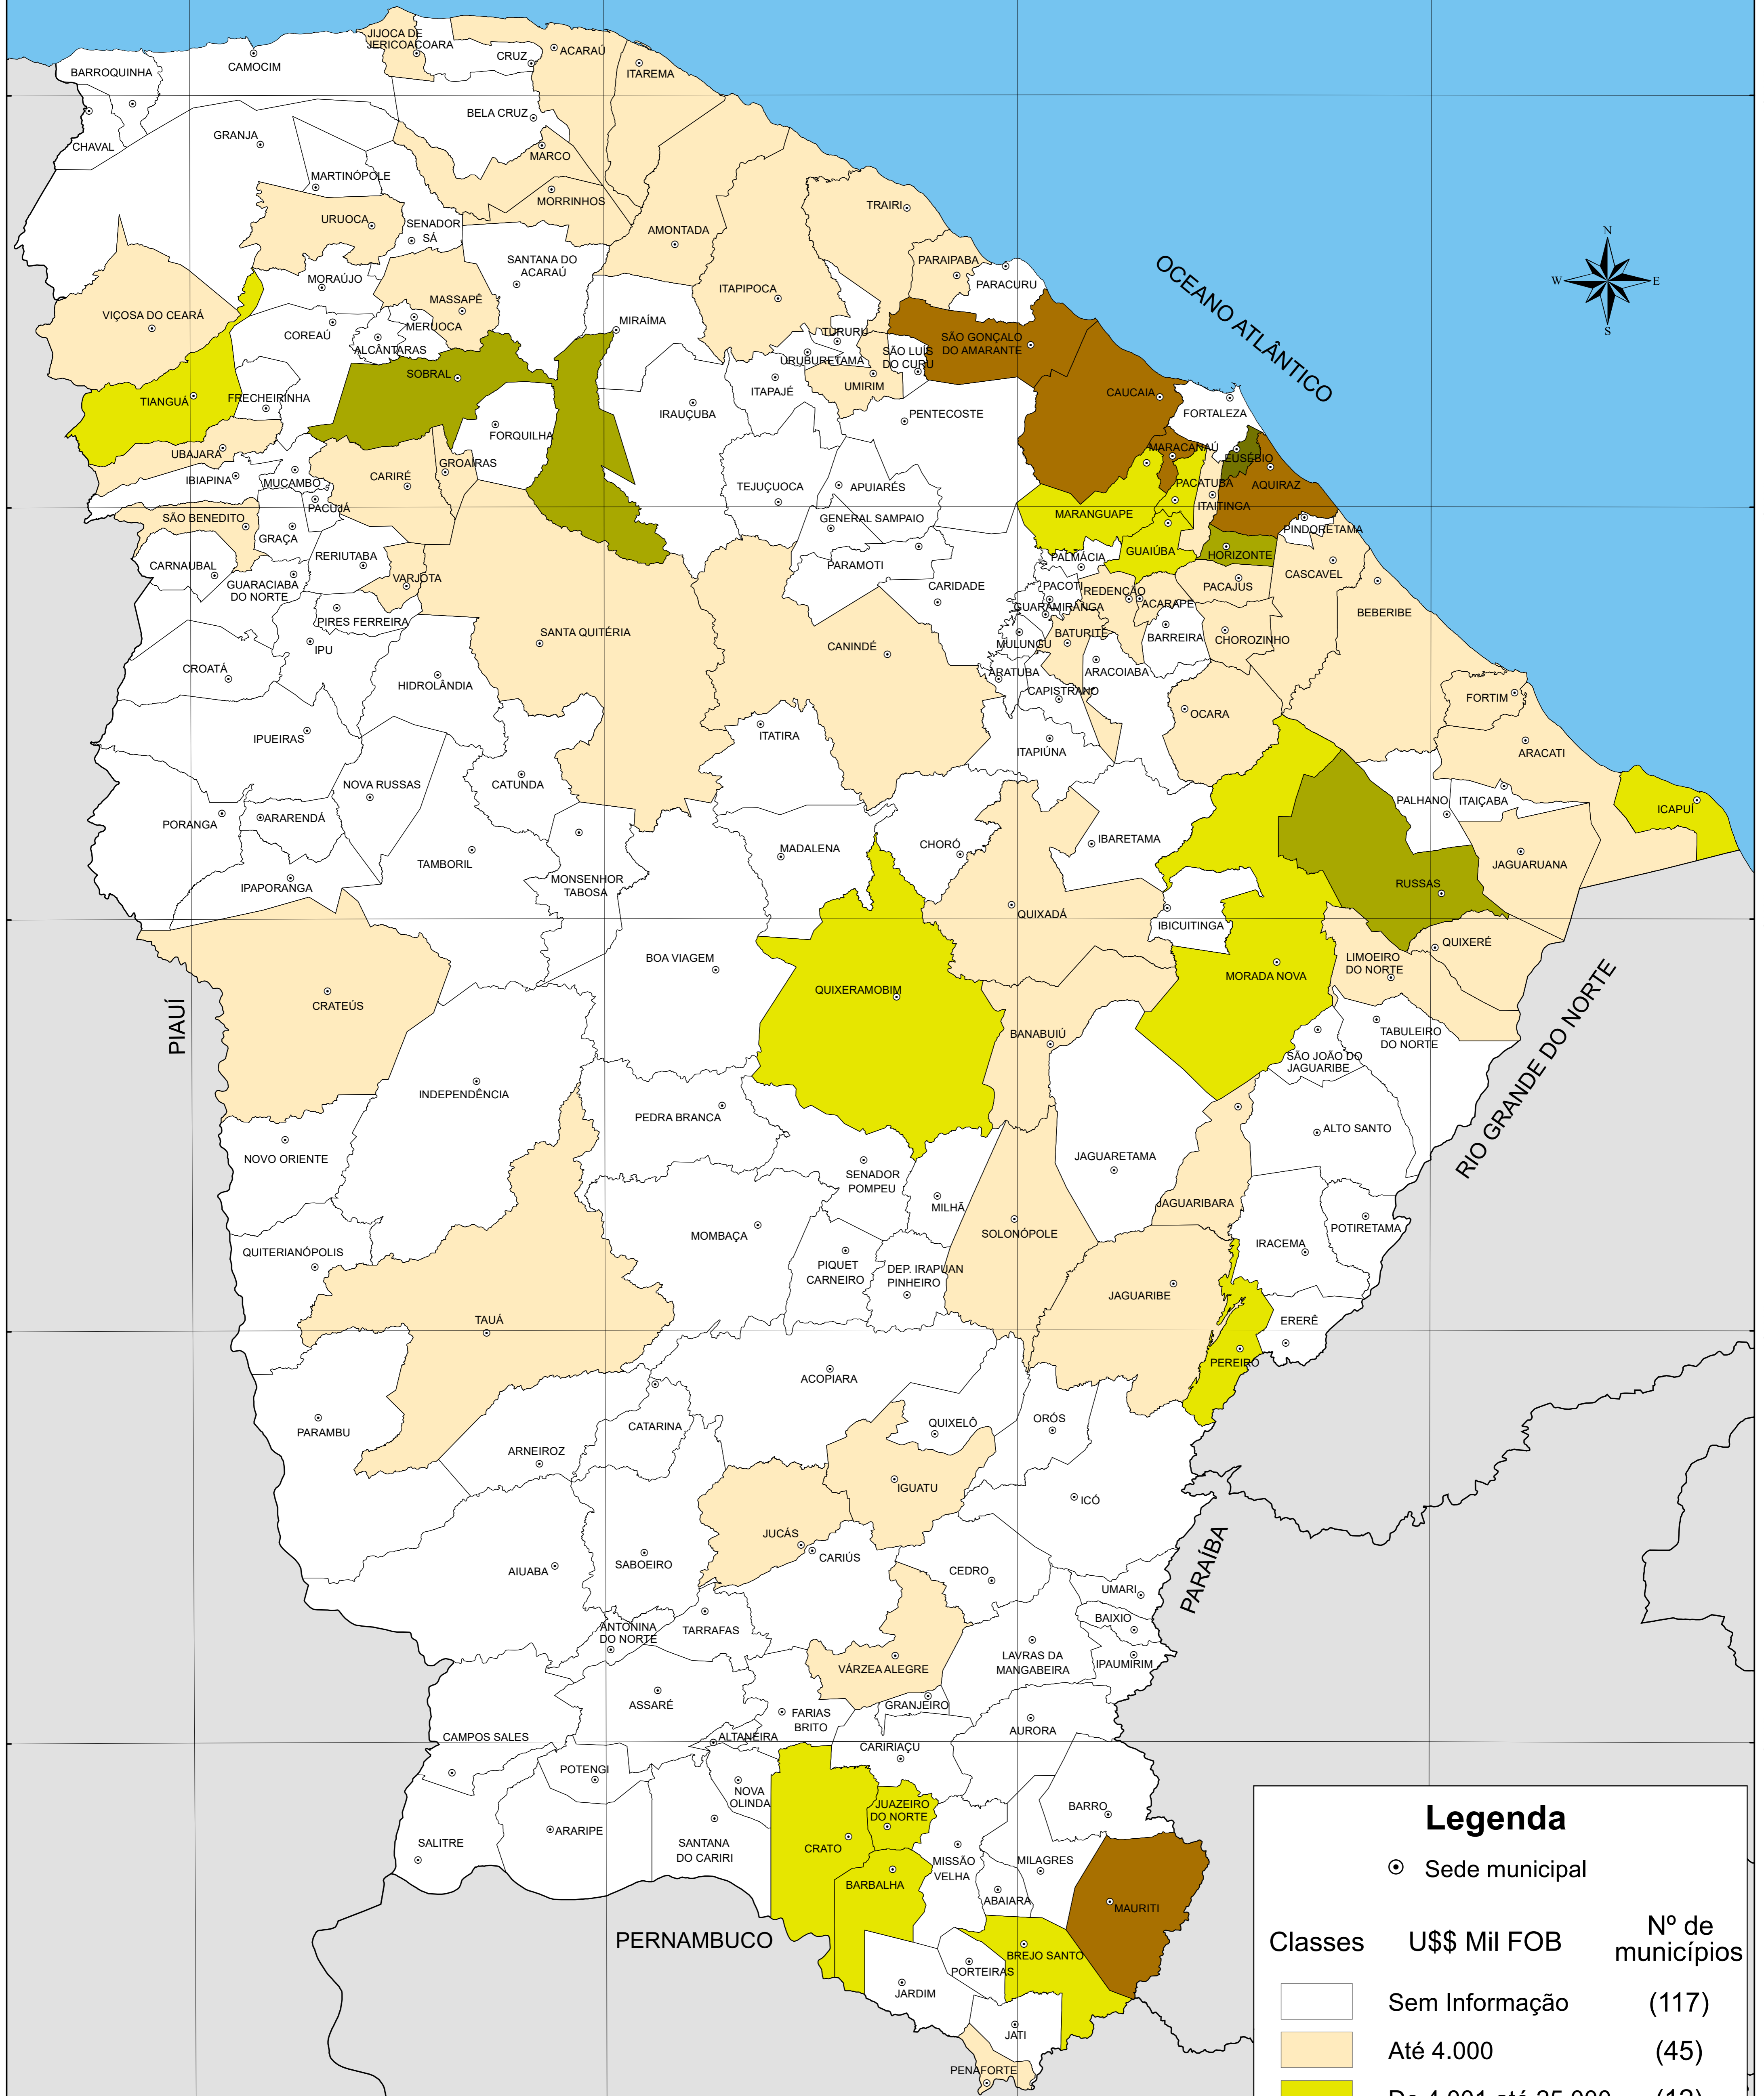 JIJOCA DE
JERICOACOARA
CRUZ
ACARAÚ
ITAREMA
BARROQUINHA
CAMOCIM
BELA CRUZ
CHAVAL
GRANJA
MARCO
MARTINÓPOLE
MORRINHOS
URUOCA
SENADOR
SÁ
TRAIRI
AMONTADA
N
W
E
S
OCEANO ATLÂNTICO
SANTANA DO
ACARAÚ
PARAIPABA
PARACURU
MORAÚJO
ITAPIPOCA
MASSAPÊ
VIÇOSA DO CEARÁ
MERUOCA
MIRAÍMA
COREAÚ
ALCÂNTARAS
TURURU
URUBURETAMA
SÃO LUÍS
DO CURU
SÃO GONÇALO
DO AMARANTE
SOBRAL
UMIRIM
CAUCAIA
TIANGUÁ
FRECHEIRINHA
ITAPAJÉ
IRAUÇUBA
PENTECOSTE
FORTALEZA
FORQUILHA
MARACANAÚ
EUSÉBIO
UBAJARA
GROAÍRAS
CARIRÉ
IBIAPINA
MUCAMBO
TEJUÇUOCA
APUIARÉS
PACATUBA
AQUIRAZ
PACUJÁ
ITAITINGA
SÃO BENEDITO
GENERAL SAMPAIO
MARANGUAPE
PINDORETAMA
GRAÇA
RERIUTABA
PALMÁCIA
GUAIÚBA
HORIZONTE
CARNAUBAL
PARAMOTI
GUARACIABA
DO NORTE
VARJOTA
CARIDADE
PACOTI
REDENÇÃO
PACAJUS
CASCAVEL
GUARAMIRANGA
ACARAPE
BEBERIBE
PIRES FERREIRA
SANTA QUITÉRIA
CANINDÉ
MULUNGU
BATURITÉ
BARREIRA
CHOROZINHO
IPU
CROATÁ
HIDROLÂNDIA
ARATUBA
ARACOIABA
CAPISTRANO
FORTIM
OCARA
IPUEIRAS
ITATIRA
ITAPIÚNA
ARACATI
NOVA RUSSAS
CATUNDA
PALHANO
ITAIÇABA
ICAPUÍ
PORANGA
ARARENDÁ
MADALENA
CHORÓ
IBARETAMA
TAMBORIL
JAGUARUANA
IPAPORANGA
MONSENHOR
TABOSA
RUSSAS
QUIXADÁ
IBICUITINGA
BOA VIAGEM
QUIXERÉ
LIMOEIRO
DO NORTE
MORADA NOVA
QUIXERAMOBIM
CRATEÚS
PIAUÍ
BANABUIÚ
TABULEIRO
DO NORTE
RIO GRANDE DO NORTE
SÃO JOÃO DO
JAGUARIBE
INDEPENDÊNCIA
PEDRA BRANCA
ALTO SANTO
NOVO ORIENTE
JAGUARETAMA
SENADOR
POMPEU
MILHÃ
JAGUARIBARA
POTIRETAMA
MOMBAÇA
SOLONÓPOLE
IRACEMA
QUITERIANÓPOLIS
PIQUET
CARNEIRO
DEP. IRAPUAN
PINHEIRO
JAGUARIBE
TAUÁ
ERERÊ
PEREIRO
ACOPIARA
QUIXELÔ
ORÓS
CATARINA
PARAMBU
ARNEIROZ
IGUATU
ICÓ
JUCÁS
CARIÚS
SABOEIRO
AIUABA
CEDRO
PARAÍBA
UMARI
BAIXIO
ANTONINA
DO NORTE
TARRAFAS
LAVRAS DA
MANGABEIRA
IPAUMIRIM
VÁRZEA ALEGRE
ASSARÉ
GRANJEIRO
FARIAS
BRITO
AURORA
CAMPOS SALES
ALTANEIRA
CARIRIAÇU
POTENGI
NOVA
OLINDA
JUAZEIRO
DO NORTE
BARRO
ARARIPE
SALITRE
SANTANA
DO CARIRI
CRATO
MISSÃO
VELHA
MILAGRES
BARBALHA
ABAIARA
MAURITI
PERNAMBUCO
BREJO SANTO
PORTEIRAS
JARDIM
JATI
PENAFORTE
Legenda
Sede municipal
Classes U$$ Mil FOB Nº de
municípios
Sem Informação (117)
Até 4.000 (45)
De 4.001 até 25.000 (12)